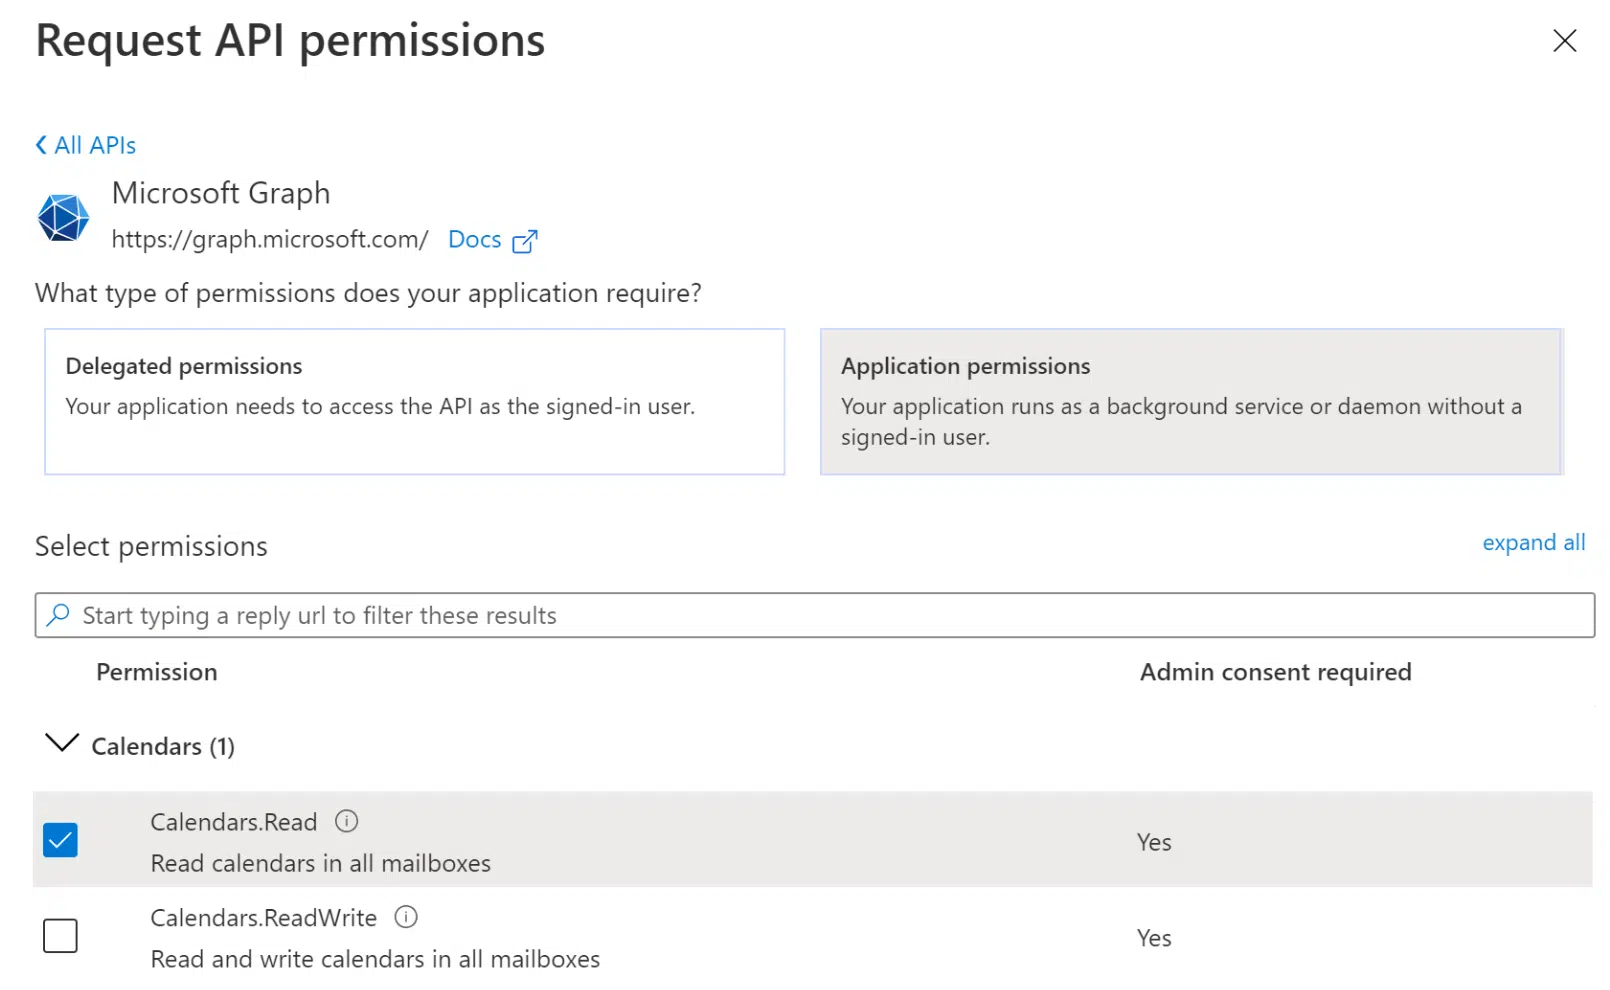 Request API permissions
All APIs
Microsoft Graph
https://graph.microsoft.com/ Docs
What type of permissions does your application require?
Delegated permissions
Your application needs to access the API as the signed-in user.
Application permissions
Your application runs as a background service or daemon without a
signed-in user.
Select permissions
expand all
Start typing a reply url to filter these results
Permission
Admin consent required
Calendars (1)
Calendars.Read
Read calendars in all mailboxes
Yes
Calendars.ReadWrite
Read and write calendars in all mailboxes
Yes